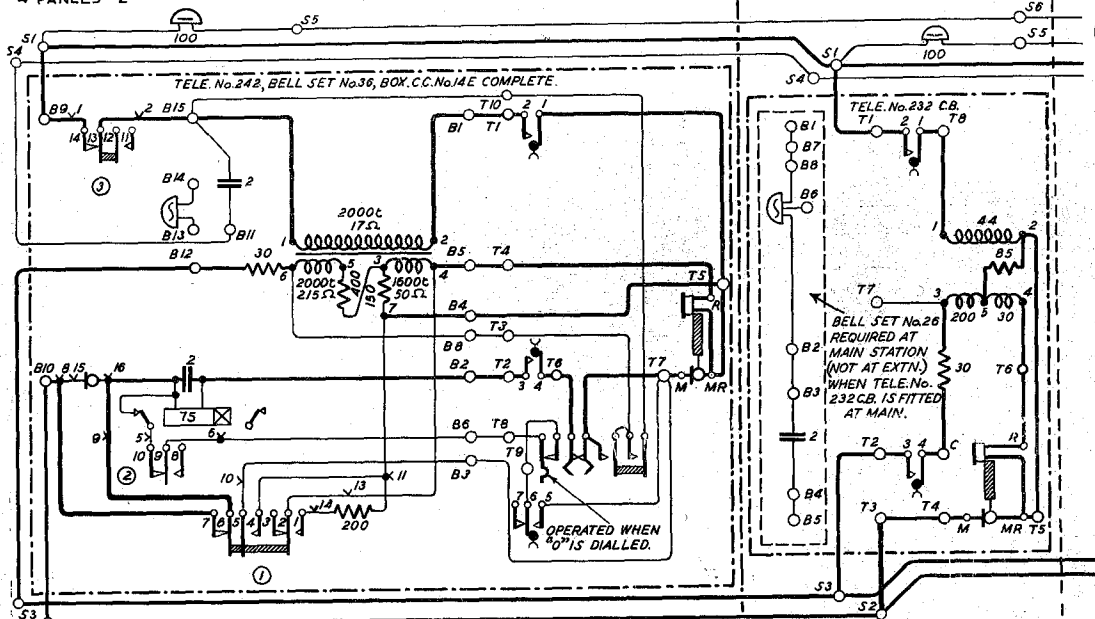 4 PANELS 2
S5
S6
S1
100
S5
S1
100
S4
S4
TELE. No.242, BELL SET No.36, BOX. C.C. No.14E COMPLETE.
TELE. No.232 C.B.
B9 1 2 B15
T10 2 1
B1 T1
T1 2 1 T8
14 13 12 11
3
B14
2
B13 B11
B12
30
1 2000t 17Ω 2
B5 T4
6 2000t 215Ω 5 400
3 150 1600t 50Ω 4
7
B4
T3
B8
T5
R
B2 T2 3 4 T6
T7
M MR
B10 8 15 16
2
75
9 5 6
10 9 8
2
B6 T8
T9
B3
10 11
13
14
200
7 6 5 4 3 2 1
1
7 6 5
OPERATED WHEN
"O" IS DIALLED.
B1
B7
B8
B6
B2
B3
2
B4
B5
BELL SET No.26
REQUIRED AT
MAIN STATION
(NOT AT EXTN.)
WHEN TELE. No.
232 C.B. IS FITTED
AT MAIN.
1 44 2
85
T7 3 200 5 30 4
30
T6
R
T2 3 4 C
T3 T4
M MR T5
S3
S3
S2